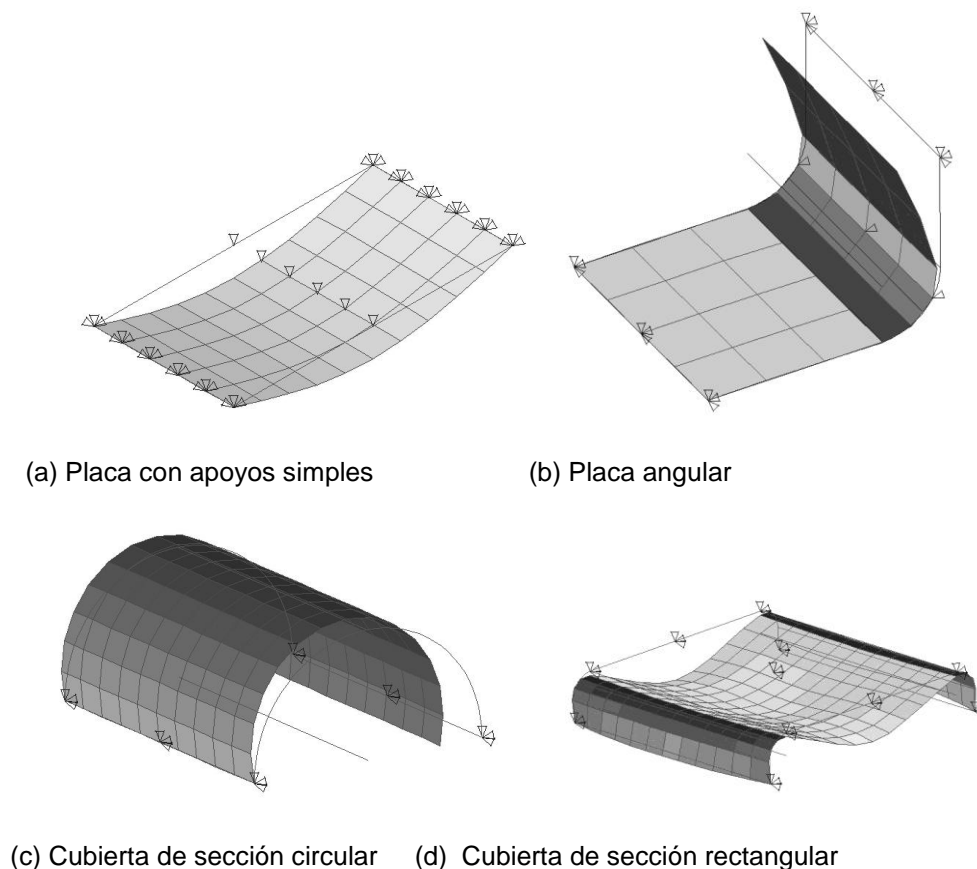 (a) Placa con apoyos simples
(b) Placa angular
(c) Cubierta de sección circular
(d) Cubierta de sección rectangular